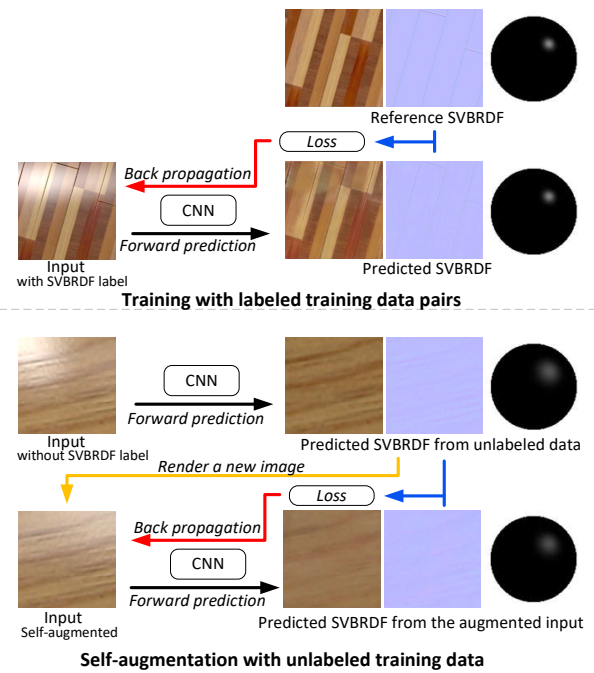 Reference SVBRDF
Loss
Back propagation
CNN
Forward prediction
Input
with SVBRDF label
Predicted SVBRDF
Training with labeled training data pairs
CNN
Forward prediction
Input
without SVBRDF label
Predicted SVBRDF from unlabeled data
Render a new image
Loss
Back propagation
CNN
Forward prediction
Input
Self-augmented
Predicted SVBRDF from the augmented input
Self-augmentation with unlabeled training data